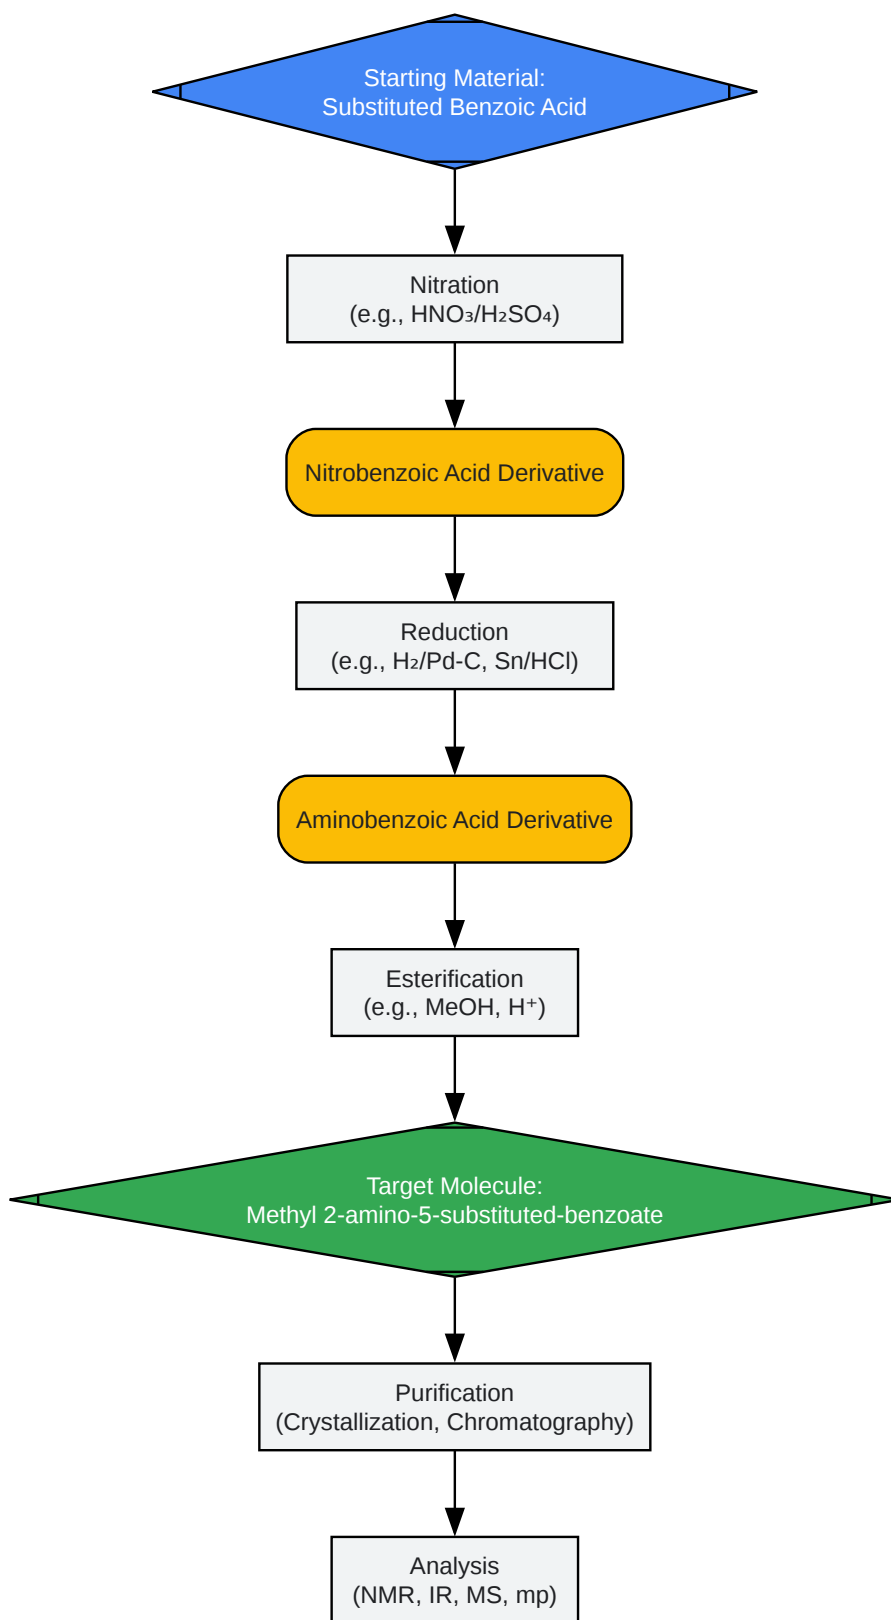 Starting Material:
Substituted Benzoic Acid
Nitration
(e.g., HNO₃/H₂SO₄)
Nitrobenzoic Acid Derivative
Reduction
(e.g., H₂/Pd-C, Sn/HCl)
Aminobenzoic Acid Derivative
Esterification
(e.g., MeOH, H⁺)
Target Molecule:
Methyl 2-amino-5-substituted-benzoate
Purification
(Crystallization, Chromatography)
Analysis
(NMR, IR, MS, mp)